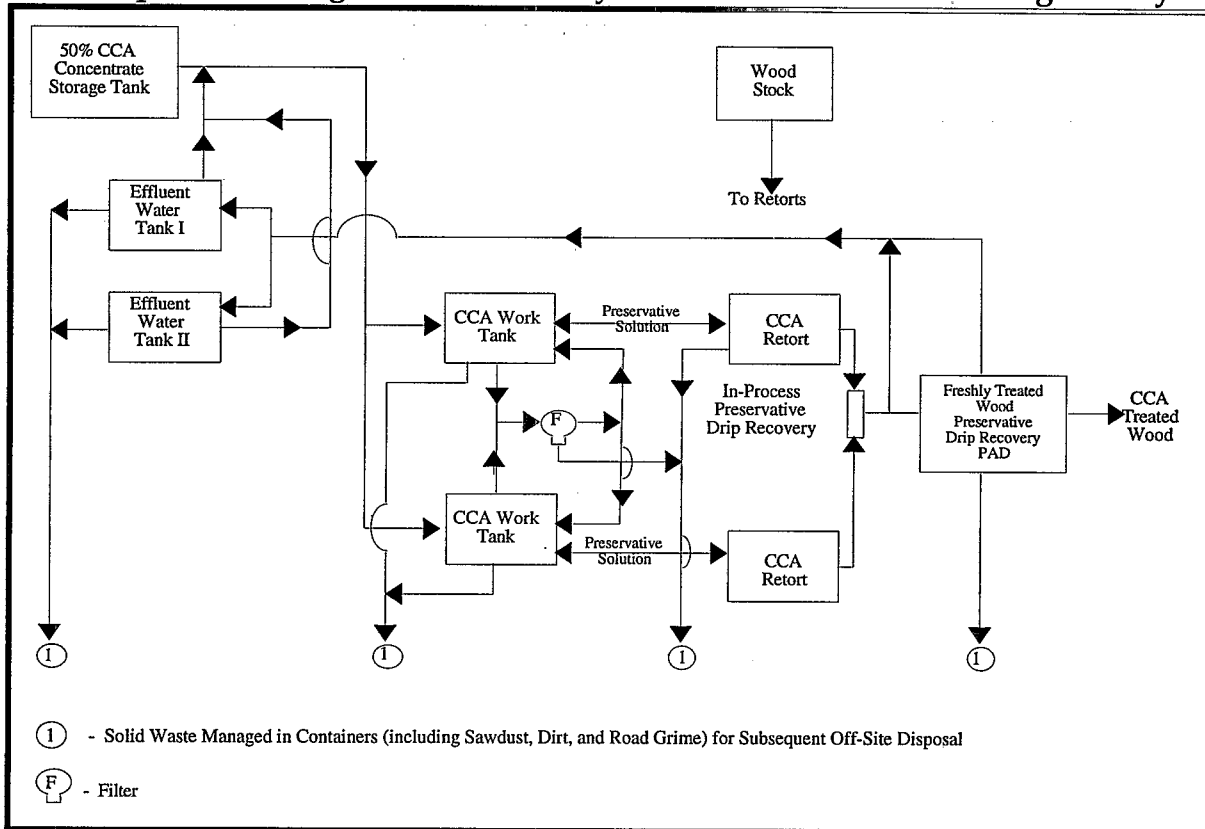 50% CCA
Concentrate
Storage Tank
Wood
Stock
To Retorts
Effluent
Water
Tank I
Effluent
Water
Tank II
CCA Work
Tank
Preservative
Solution
CCA
Retort
In-Process
Preservative
Drip Recovery
F
Freshly Treated
Wood
Preservative
Drip Recovery
PAD
CCA
Treated
Wood
CCA Work
Tank
Preservative
Solution
CCA
Retort
1
1
1
1
1 - Solid Waste Managed in Containers (including Sawdust, Dirt, and Road Grime) for Subsequent Off-Site Disposal
F - Filter